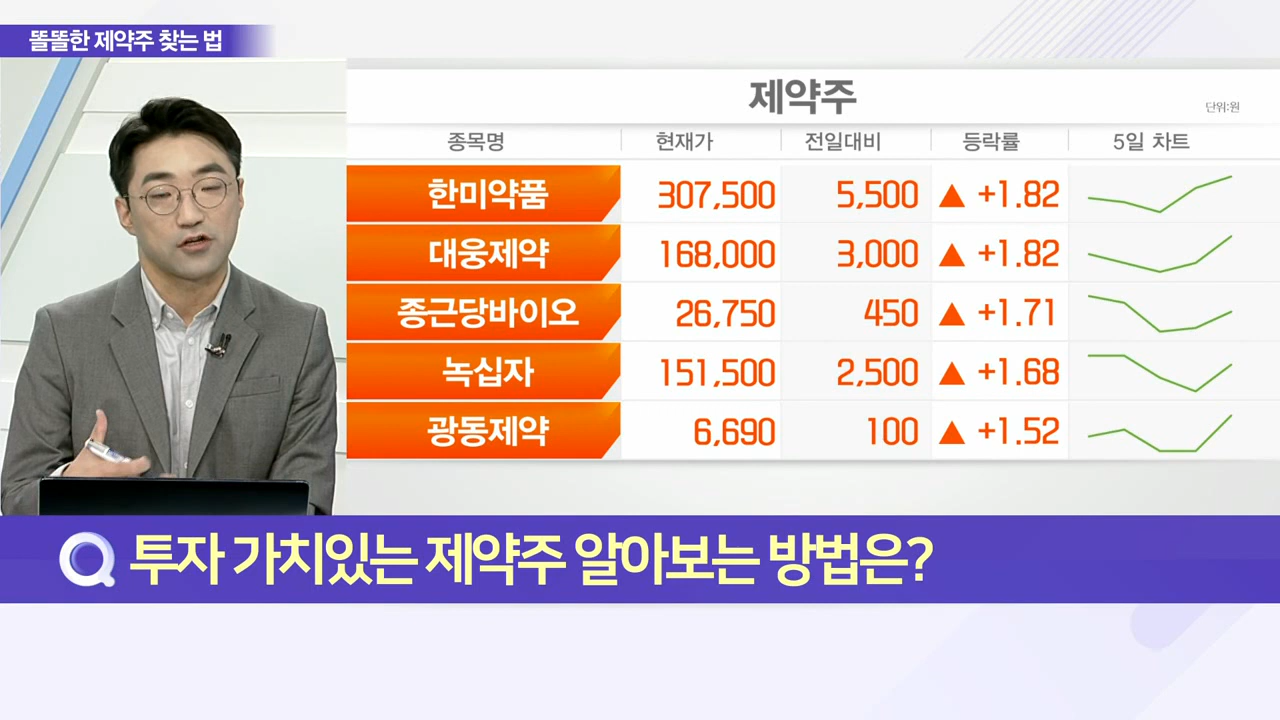 똘똘한 제약주 찾는 법
제약주
단위:원
종목명 현재가 전일대비 등락률 5일 차트
한미약품 307,500 5,500 ▲ +1.82
대웅제약 168,000 3,000 ▲ +1.82
종근당바이오 26,750 450 ▲ +1.71
녹십자 151,500 2,500 ▲ +1.68
광동제약 6,690 100 ▲ +1.52
Q 투자 가치있는 제약주 알아보는 방법은?